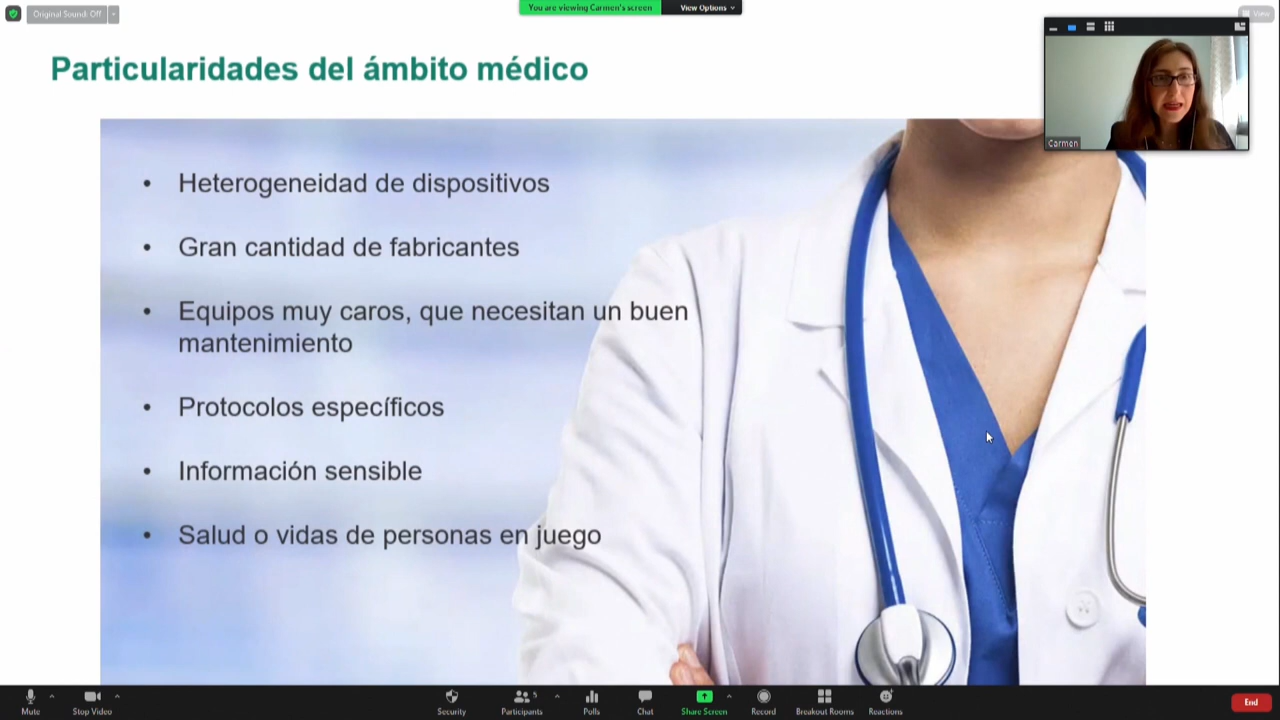 Original Sound: Off
You are viewing Carmen's screen
View Options
View
Particularidades del ámbito médico
Carmen
• Heterogeneidad de dispositivos
• Gran cantidad de fabricantes
• Equipos muy caros, que necesitan un buen
mantenimiento
• Protocolos específicos
• Información sensible
• Salud o vidas de personas en juego
Mute
Stop Video
Security
Participants
5
Polls
Chat
Share Screen
Record
Breakout Rooms
Reactions
End